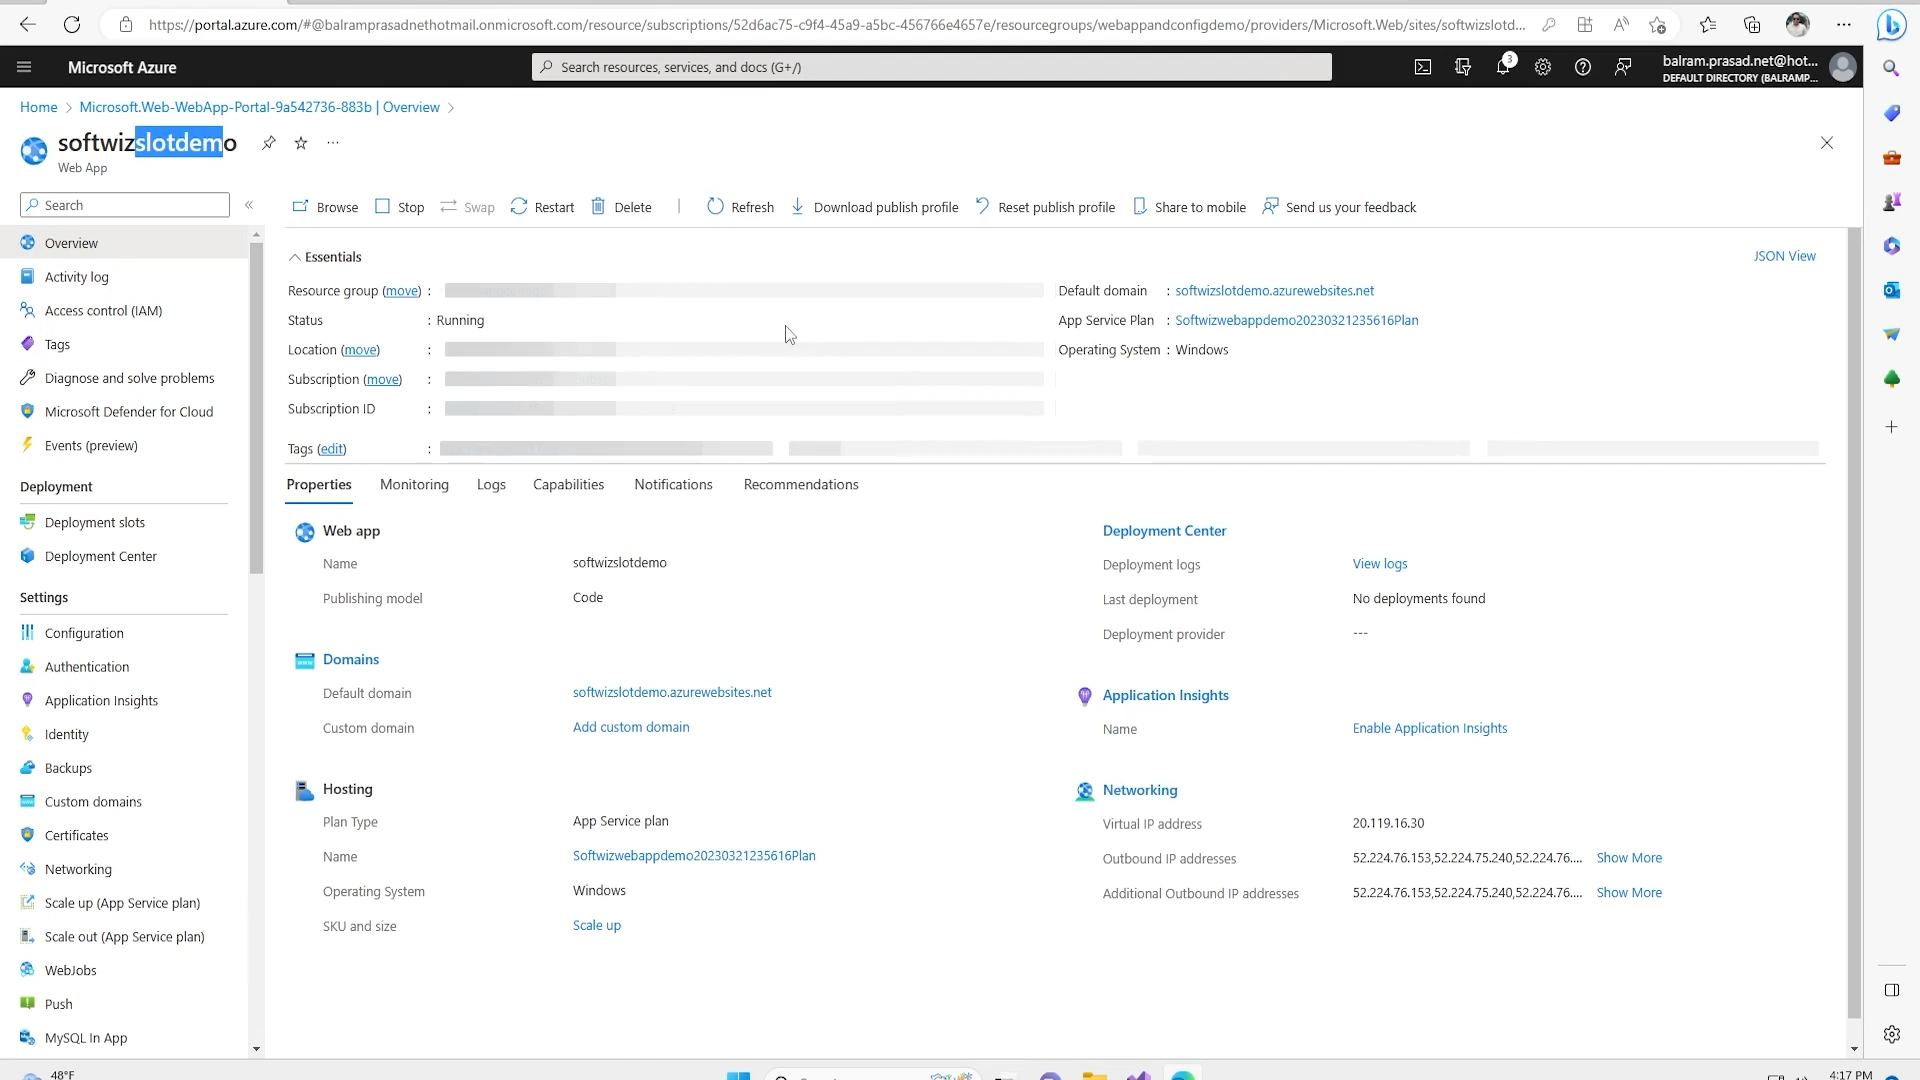 https://portal.azure.com/#@balramprasadnethotmail.onmicrosoft.com/resource/subscriptions/52d6ac75-c9f4-45a9-a5bc-456766e4657e/resourcegroups/webappandconfigdemo/providers/Microsoft.Web/sites/softwizslotd...
Microsoft Azure
Search resources, services, and docs (G+/)
3
balram.prasad.net@hot...
DEFAULT DIRECTORY (BALRAMP...
Home > Microsoft.Web-WebApp-Portal-9a542736-883b | Overview >
softwizslotdemo
Web App
Search
Browse Stop Swap Restart Delete Refresh Download publish profile Reset publish profile Share to mobile Send us your feedback
Overview
Activity log
Access control (IAM)
Tags
Diagnose and solve problems
Microsoft Defender for Cloud
Events (preview)
Deployment
Deployment slots
Deployment Center
Settings
Configuration
Authentication
Application Insights
Identity
Backups
Custom domains
Certificates
Networking
Scale up (App Service plan)
Scale out (App Service plan)
WebJobs
Push
MySQL In App
Essentials
JSON View
Resource group (move) :
Status : Running
Location (move) :
Subscription (move) :
Subscription ID :
Tags (edit) :
Default domain : softwizslotdemo.azurewebsites.net
App Service Plan : Softwizwebappdemo20230321235616Plan
Operating System : Windows
Properties Monitoring Logs Capabilities Notifications Recommendations
Web app
Name softwizslotdemo
Publishing model Code
Domains
Default domain softwizslotdemo.azurewebsites.net
Custom domain Add custom domain
Hosting
Plan Type App Service plan
Name Softwizwebappdemo20230321235616Plan
Operating System Windows
SKU and size Scale up
Deployment Center
Deployment logs View logs
Last deployment No deployments found
Deployment provider ---
Application Insights
Name Enable Application Insights
Networking
Virtual IP address 20.119.16.30
Outbound IP addresses 52.224.76.153,52.224.75.240,52.224.76.... Show More
Additional Outbound IP addresses 52.224.76.153,52.224.75.240,52.224.76.... Show More
48°F
4:17 PM